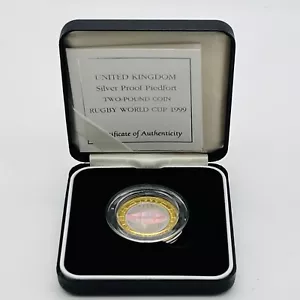 UNITED KINGDOM
Silver Proof Piedfort
TWO-POUND COIN
RUGBY WORLD CUP 1999
Certificate of Authenticity